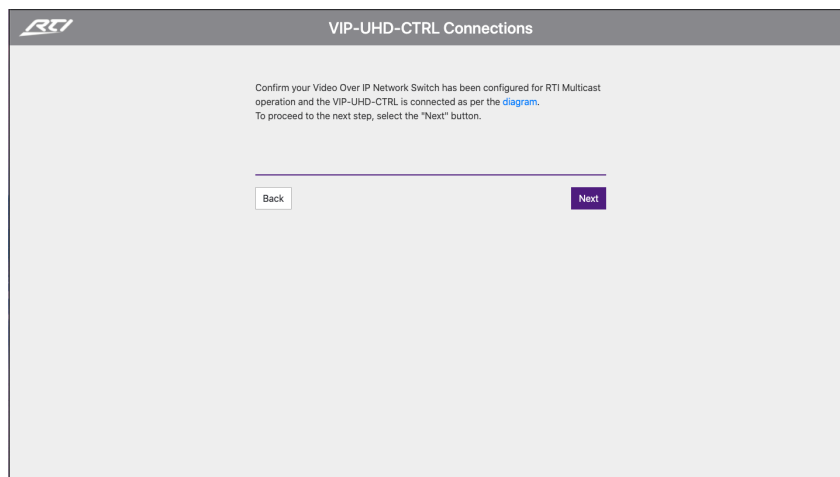 RTI
VIP-UHD-CTRL Connections
Confirm your Video Over IP Network Switch has been configured for RTI Multicast
operation and the VIP-UHD-CTRL is connected as per the diagram.
To proceed to the next step, select the "Next" button.
Back
Next